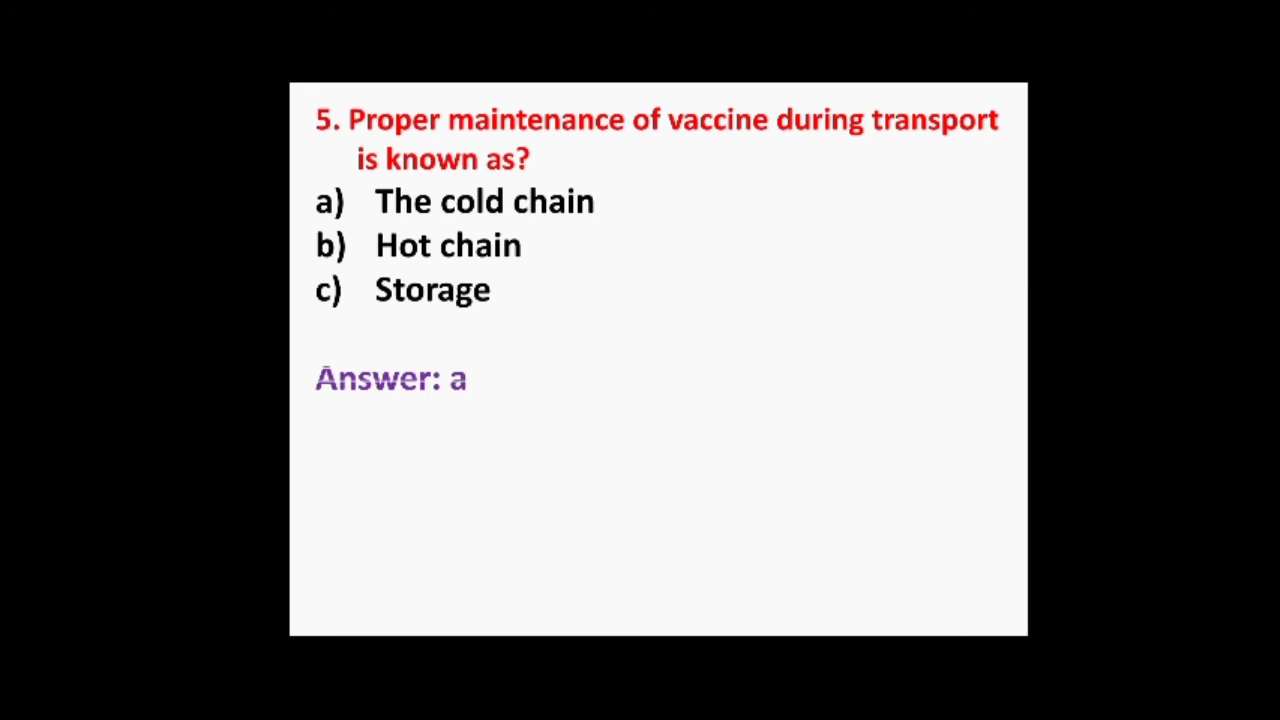 5. Proper maintenance of vaccine during transport
is known as?
a) The cold chain
b) Hot chain
c) Storage
Answer: a